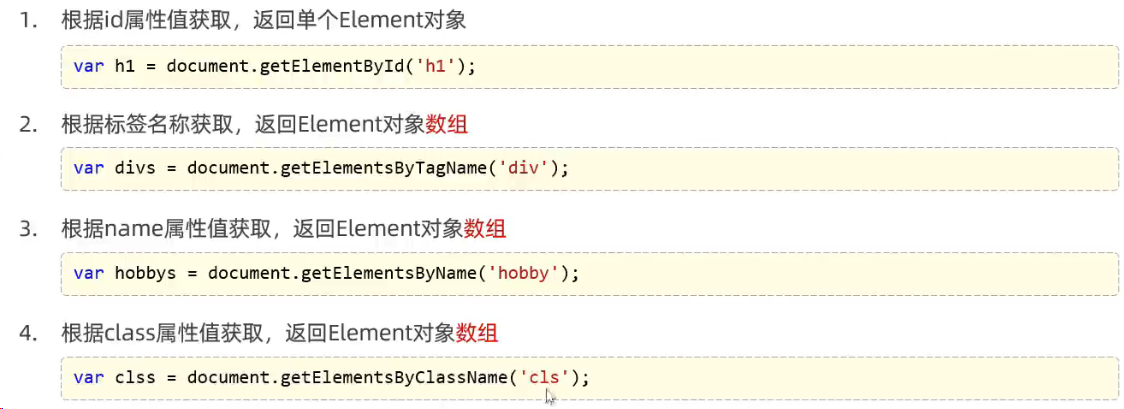 1. 根据id属性值获取，返回单个Element对象
var h1 = document.getElementById('h1');
2. 根据标签名称获取，返回Element对象数组
var divs = document.getElementsByTagName('div');
3. 根据name属性值获取，返回Element对象数组
var hobbys = document.getElementsByName('hobby');
4. 根据class属性值获取，返回Element对象数组
var clss = document.getElementsByClassName('cls');